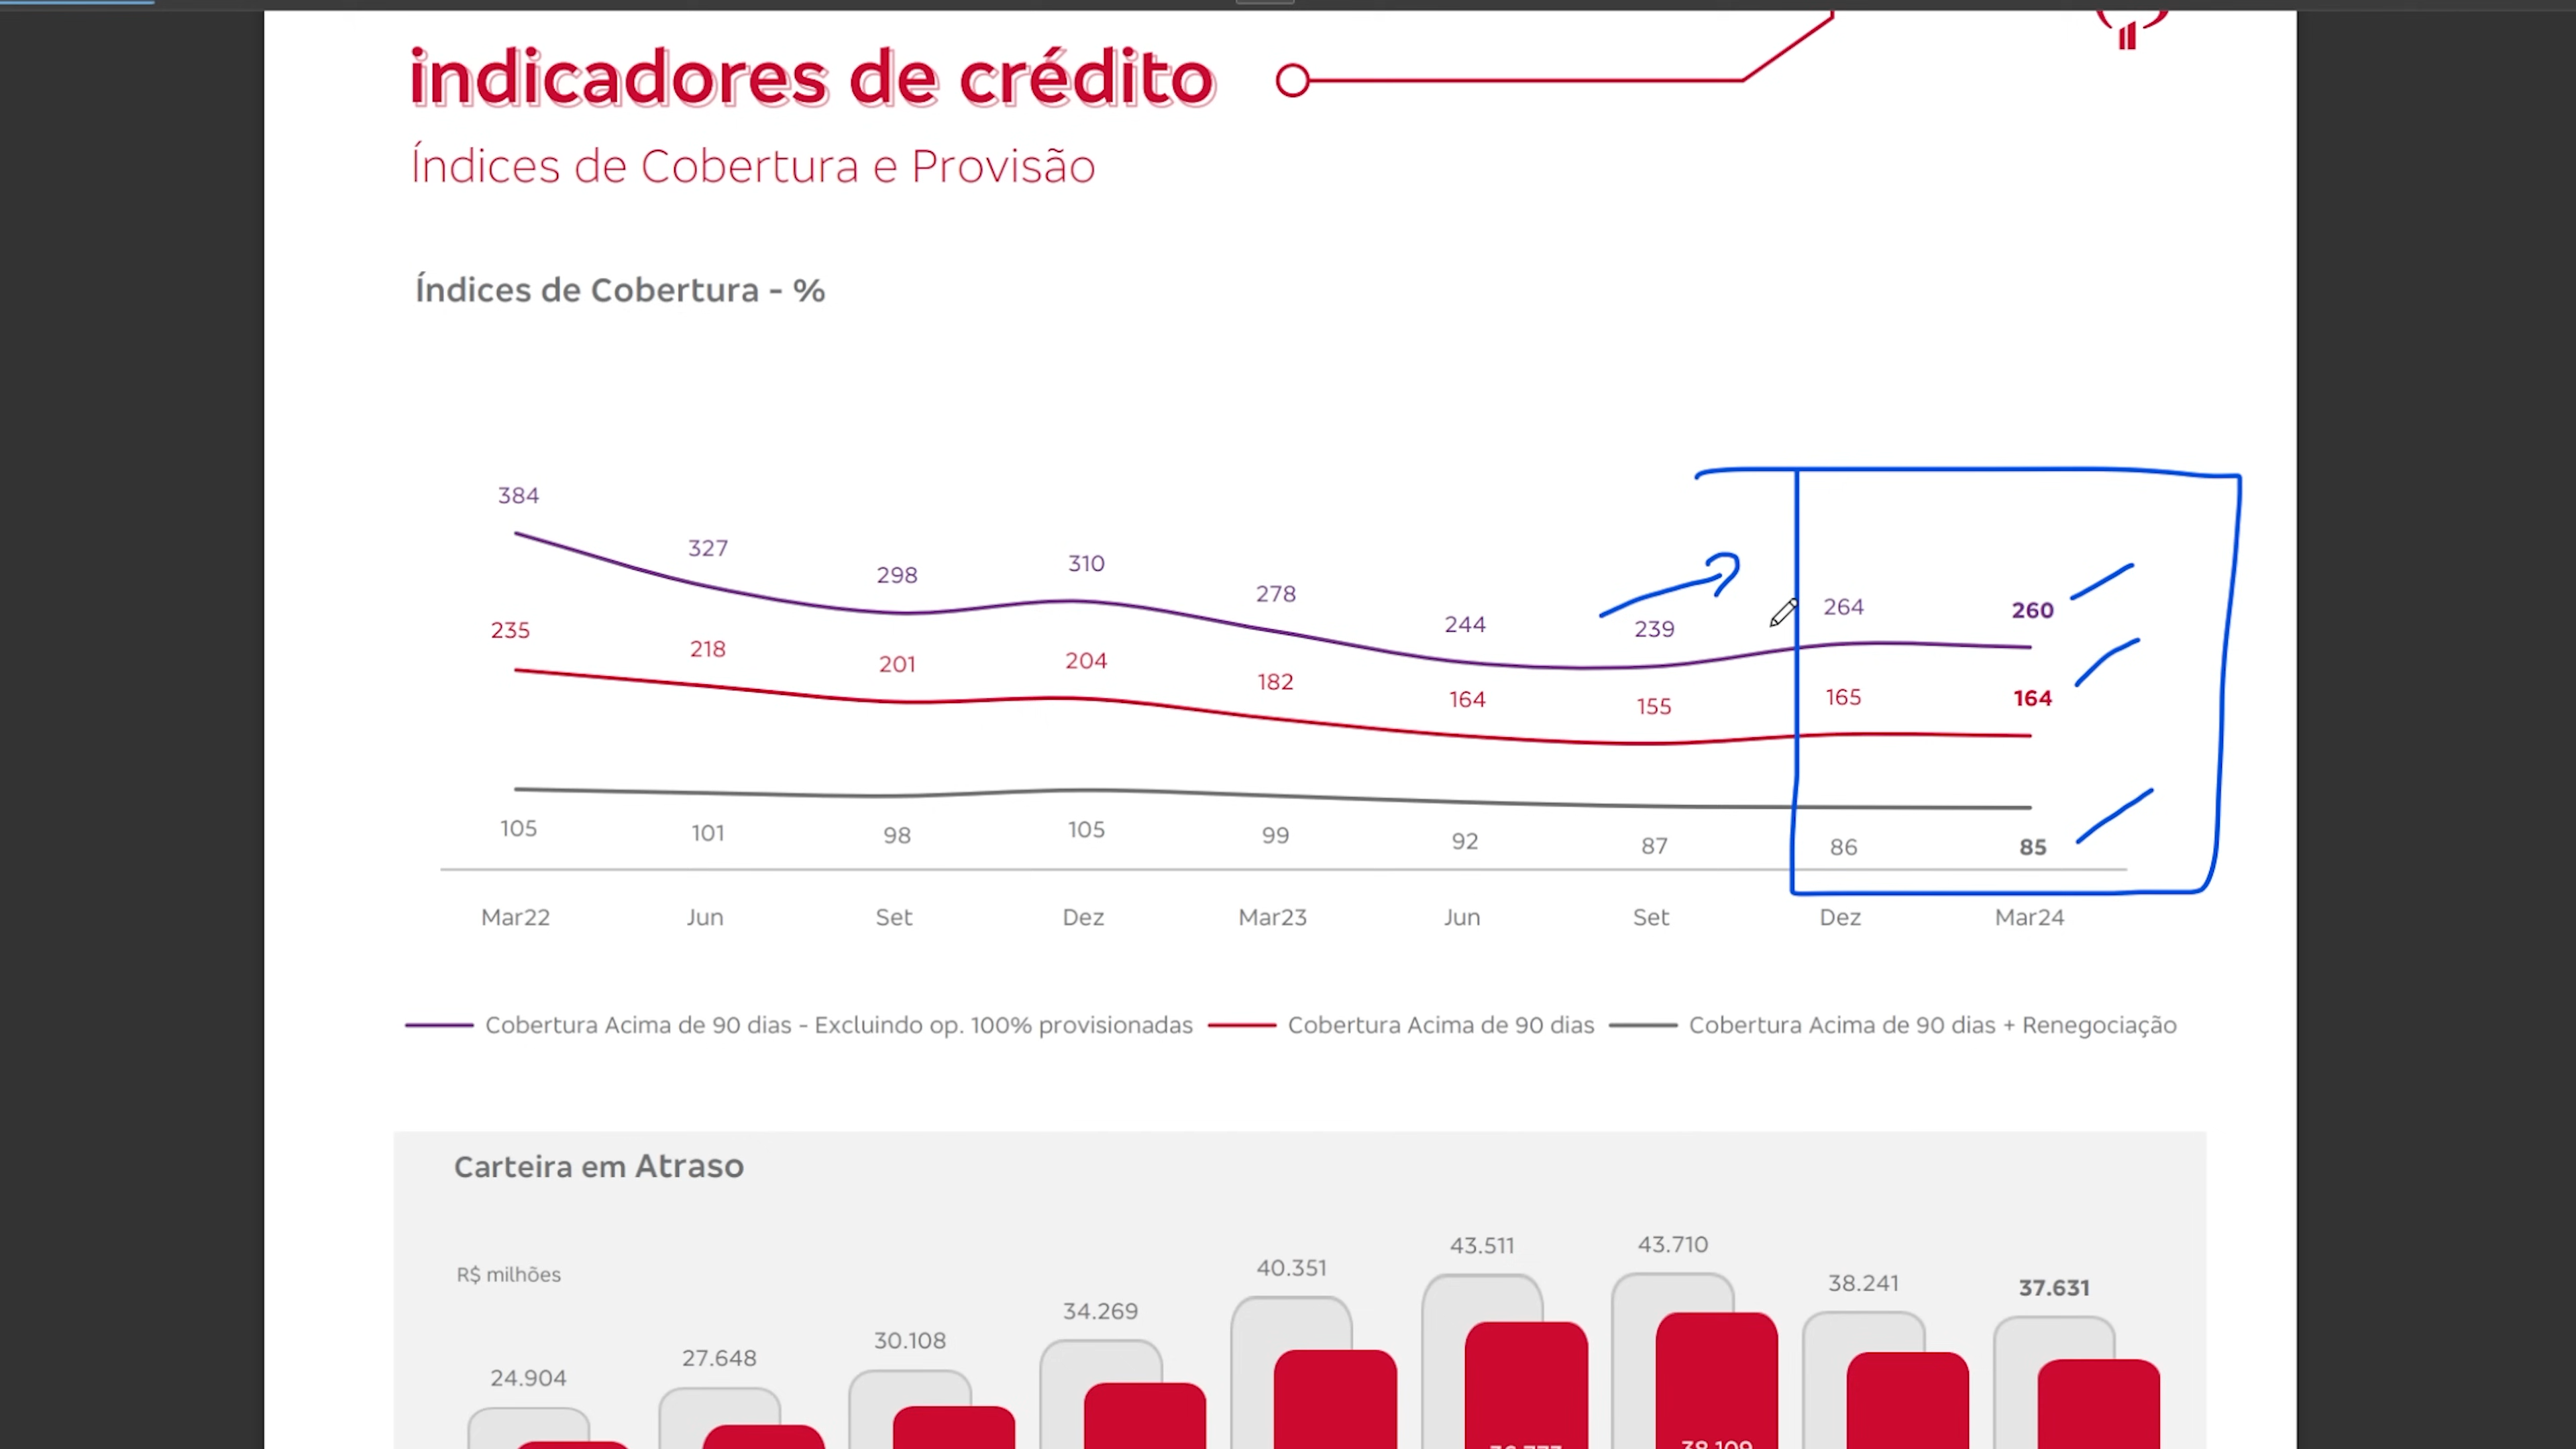 indicadores de crédito
Índices de Cobertura e Provisão
Índices de Cobertura - %
384 327 298 310 278 244 239 264 260
235 218 201 204 182 164 155 165 164
105 101 98 105 99 92 87 86 85
Mar22 Jun Set Dez Mar23 Jun Set Dez Mar24
Cobertura Acima de 90 dias - Excluindo op. 100% provisionadas Cobertura Acima de 90 dias Cobertura Acima de 90 dias + Renegociação
Carteira em Atraso
R$ milhões
24.904 27.648 30.108 34.269 40.351 43.511 43.710 38.241 37.631
38.109